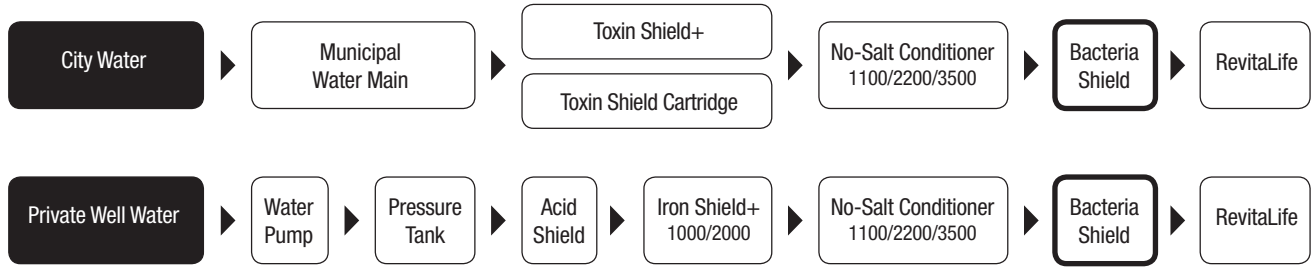 City Water
Municipal
Water Main
Toxin Shield+
Toxin Shield Cartridge
No-Salt Conditioner
1100/2200/3500
Bacteria
Shield
RevitaLife
Private Well Water
Water
Pump
Pressure
Tank
Acid
Shield
Iron Shield+
1000/2000
No-Salt Conditioner
1100/2200/3500
Bacteria
Shield
RevitaLife